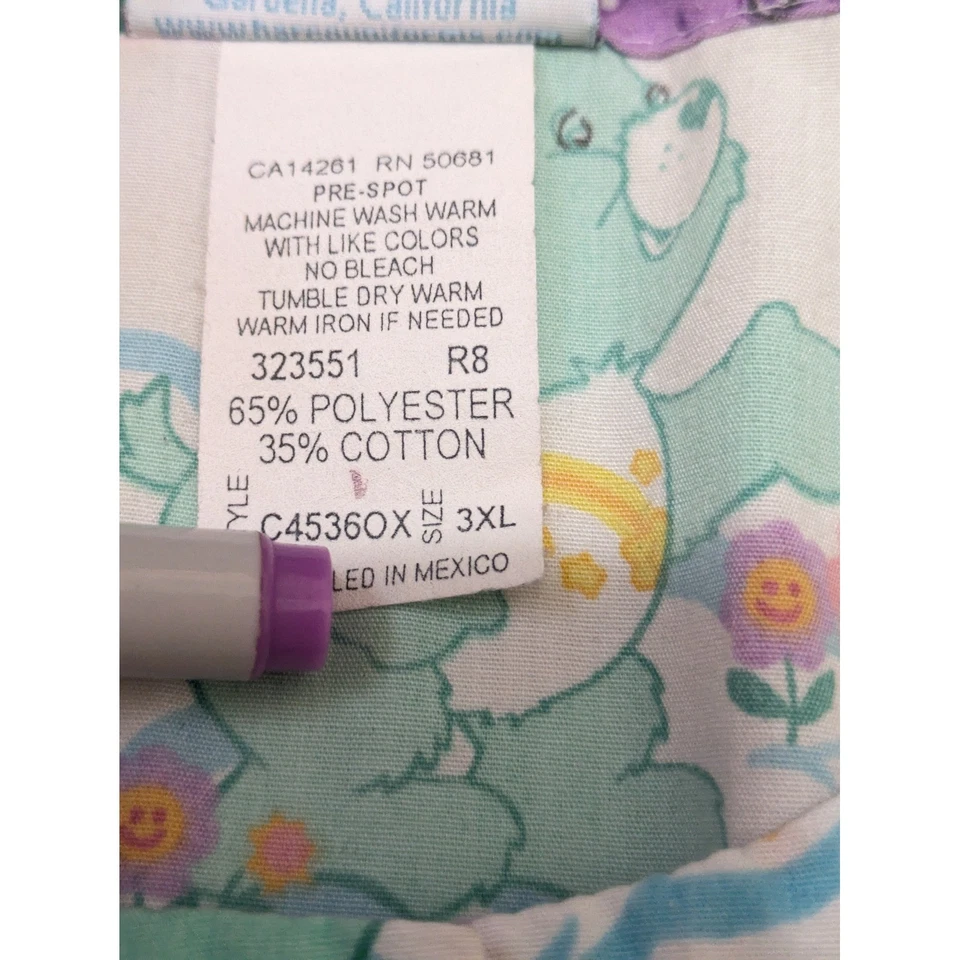 Gardena, California
CA14261 RN 50681
PRE-SPOT
MACHINE WASH WARM
WITH LIKE COLORS
NO BLEACH
TUMBLE DRY WARM
WARM IRON IF NEEDED
323551 R8
65% POLYESTER
35% COTTON
YLE C4536OX SIZE 3XL
LED IN MEXICO